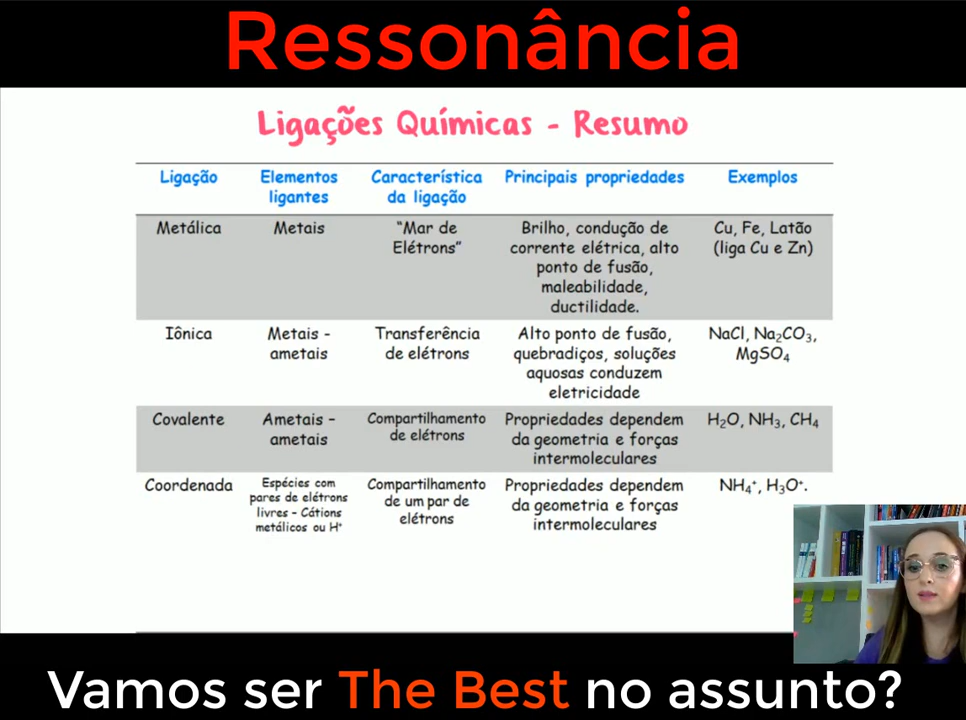 Ressonância
Ligações Químicas - Resumo
Ligação
Elementos
ligantes
Característica
da ligação
Principais propriedades
Exemplos
Metálica
Metais
“Mar de
Elétrons”
Brilho, condução de
corrente elétrica, alto
ponto de fusão,
maleabilidade,
ductilidade.
Cu, Fe, Latão
(liga Cu e Zn)
Iônica
Metais -
ametais
Transferência
de elétrons
Alto ponto de fusão,
quebradiços, soluções
aquosas conduzem
eletricidade
NaCl, Na₂CO₃,
MgSO₄
Covalente
Ametais –
ametais
Compartilhamento
de elétrons
Propriedades dependem
da geometria e forças
intermoleculares
H₂O, NH₃, CH₄
Coordenada
Espécies com
pares de elétrons
livres – Cátions
metálicos ou H⁺
Compartilhamento
de um par de
elétrons
Propriedades dependem
da geometria e forças
intermoleculares
NH₄⁺, H₃O⁺.
Vamos ser The Best no assunto?